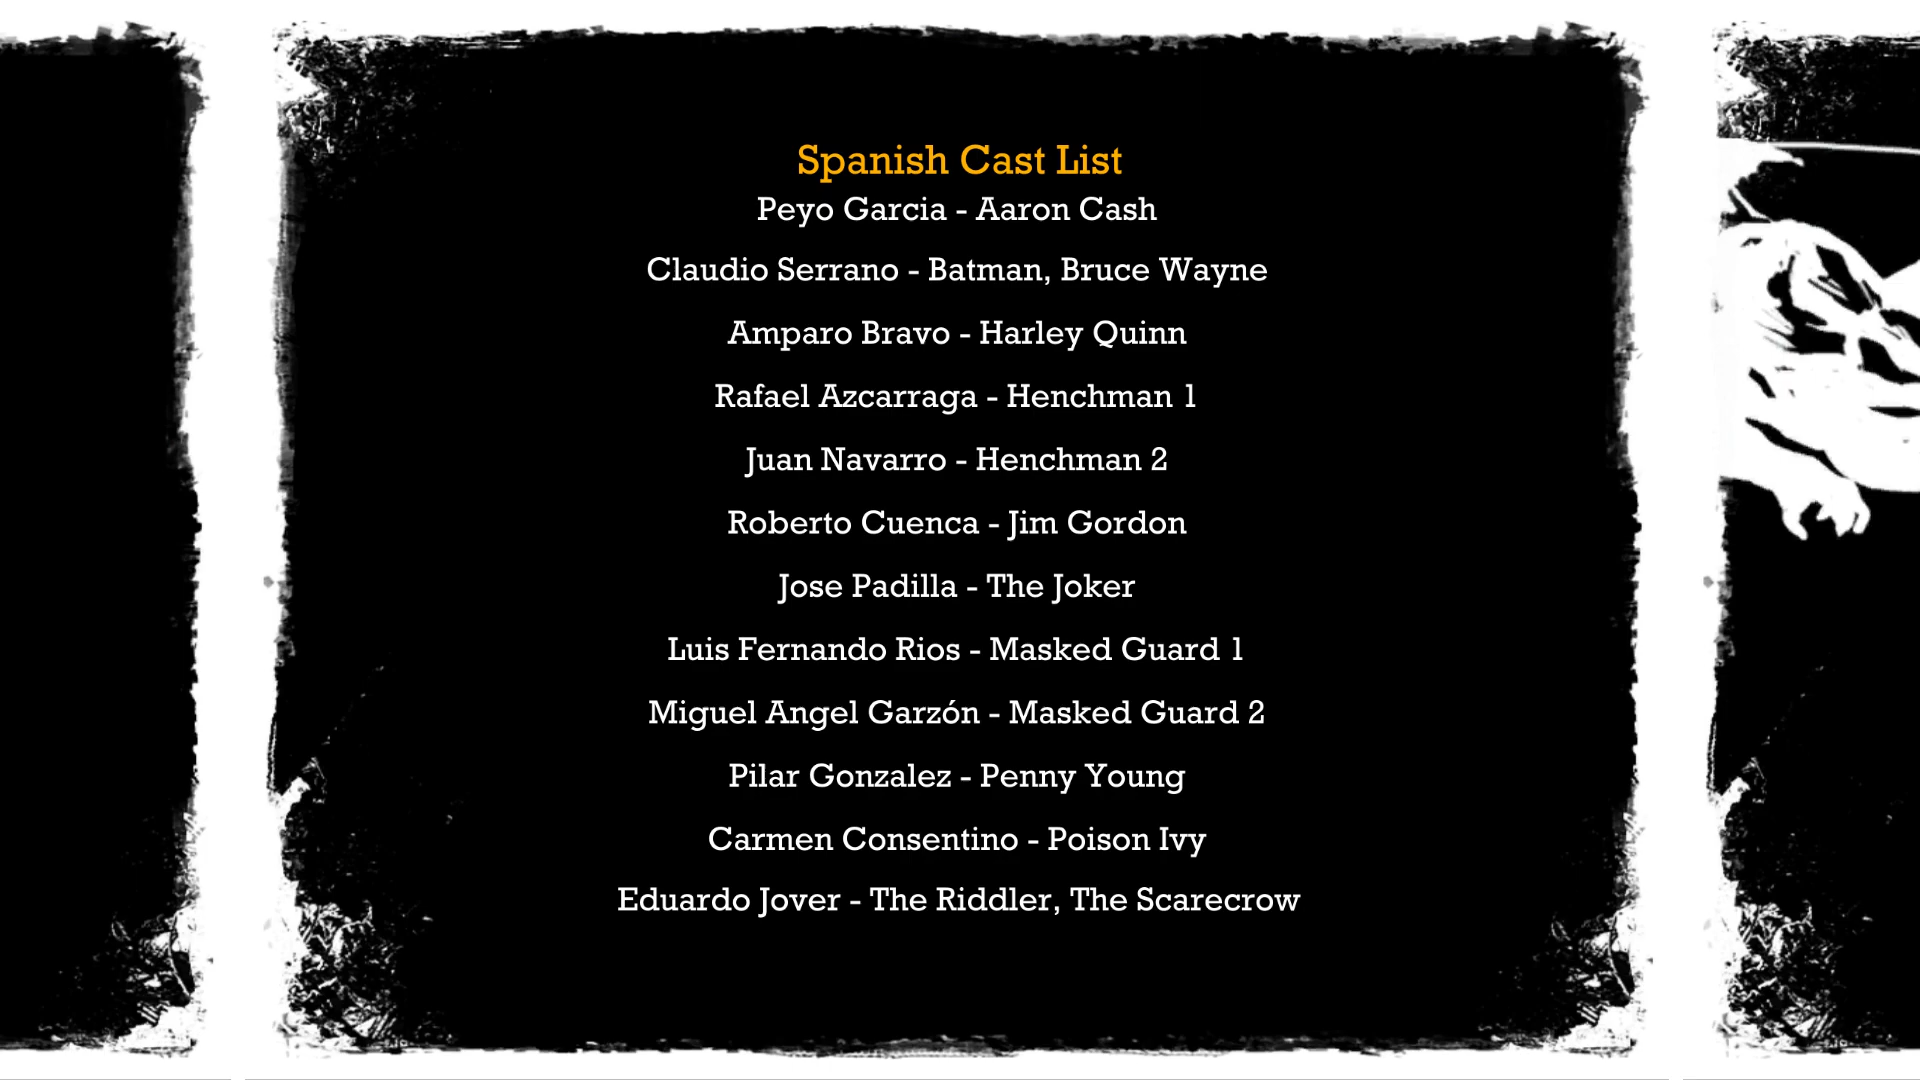 Spanish Cast List
Peyo Garcia - Aaron Cash
Claudio Serrano - Batman, Bruce Wayne
Amparo Bravo - Harley Quinn
Rafael Azcarraga - Henchman 1
Juan Navarro - Henchman 2
Roberto Cuenca - Jim Gordon
Jose Padilla - The Joker
Luis Fernando Rios - Masked Guard 1
Miguel Angel Garzón - Masked Guard 2
Pilar Gonzalez - Penny Young
Carmen Consentino - Poison Ivy
Eduardo Jover - The Riddler, The Scarecrow